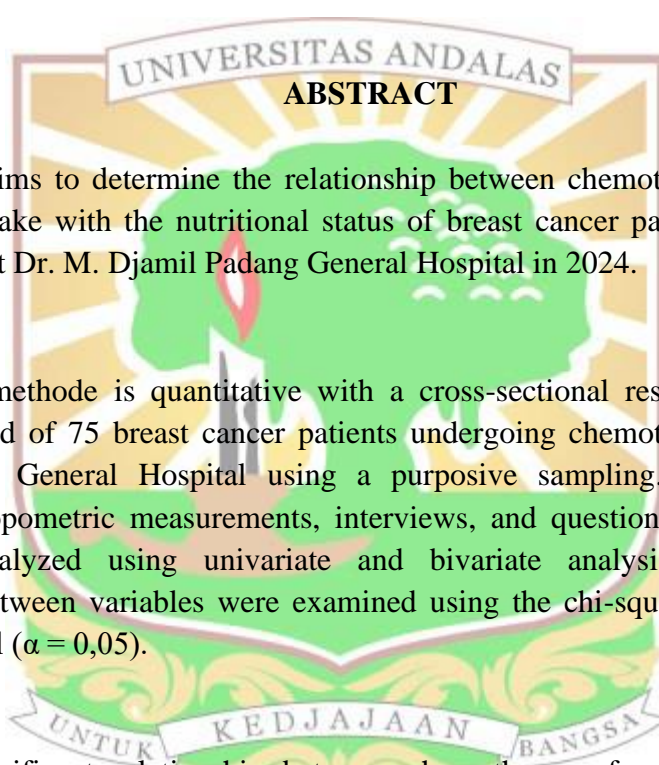 UNIVERSITAS ANDALAS
ABSTRACT
ims to determine the relationship between chemot
ake with the nutritional status of breast cancer pa
t Dr. M. Djamil Padang General Hospital in 2024.
methode is quantitative with a cross-sectional res
d of 75 breast cancer patients undergoing chemot
General Hospital using a purposive sampling.
opometric measurements, interviews, and question
alyzed using univariate and bivariate analysi
tween variables were examined using the chi-squ
l (α = 0,05).
UNTUK KEDJAJAAN BANGSA